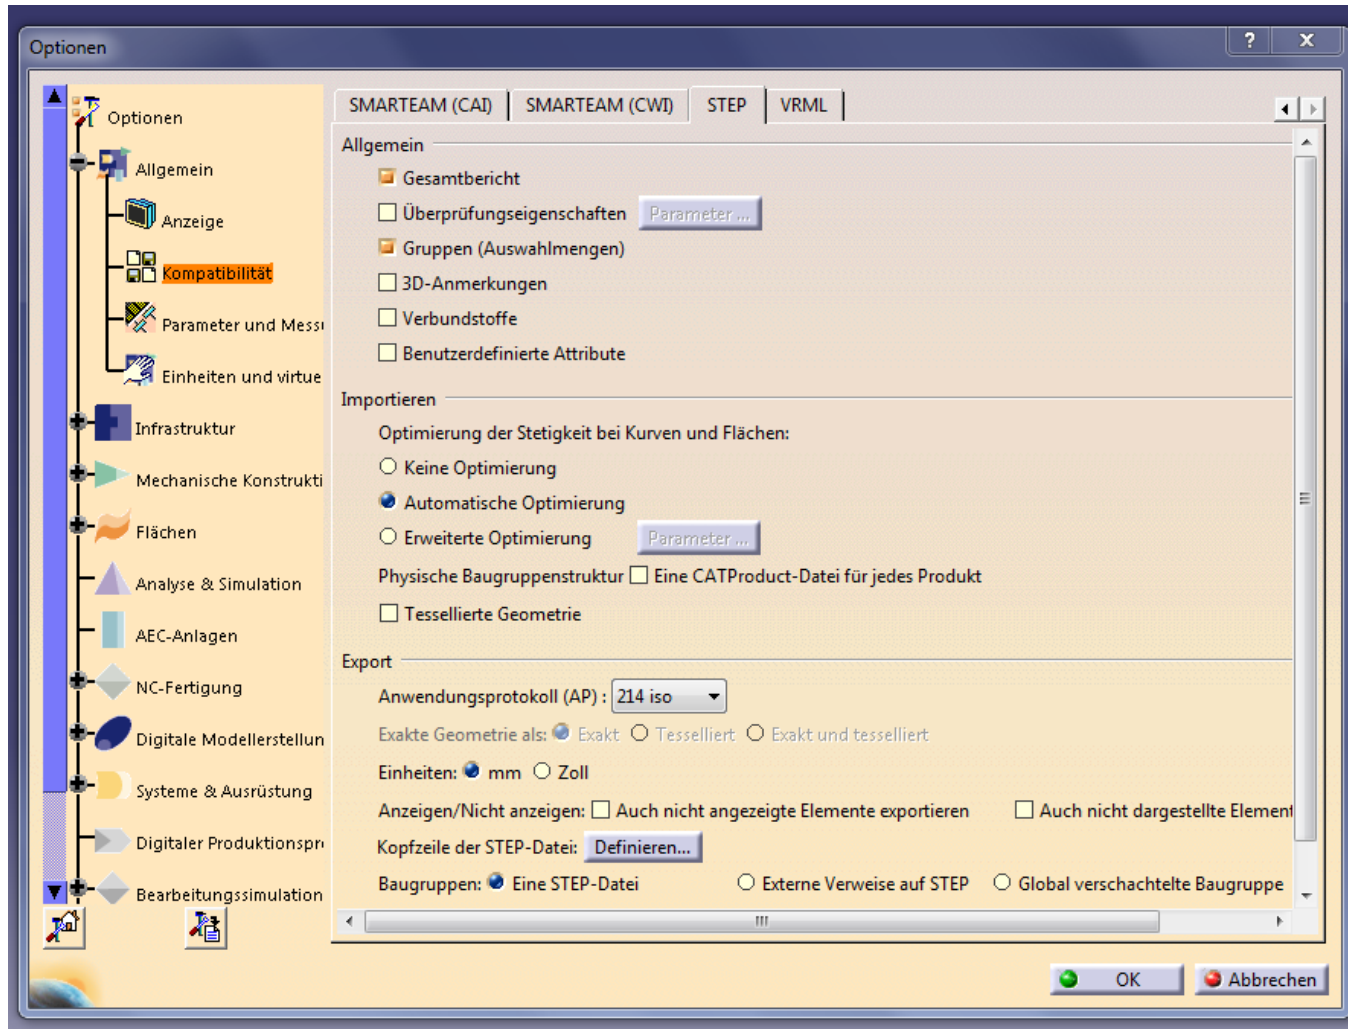 Optionen
Optionen
Allgemein
Anzeige
Kompatibilität
Parameter und Messu
Einheiten und virtue
Infrastruktur
Mechanische Konstrukti
Flächen
Analyse & Simulation
AEC-Anlagen
NC-Fertigung
Digitale Modellerstellun
Systeme & Ausrüstung
Digitaler Produktionspr
Bearbeitungssimulation
SMARTEAM (CAI) SMARTEAM (CWI) STEP VRML
Allgemein
Gesamtbericht
Überprüfungseigenschaften Parameter ...
Gruppen (Auswahlmengen)
3D-Anmerkungen
Verbundstoffe
Benutzerdefinierte Attribute
Importieren
Optimierung der Stetigkeit bei Kurven und Flächen:
Keine Optimierung
Automatische Optimierung
Erweiterte Optimierung Parameter ...
Physische Baugruppenstruktur Eine CATProduct-Datei für jedes Produkt
Tessellierte Geometrie
Export
Anwendungsprotokoll (AP) : 214 iso
Exakte Geometrie als: Exakt Tesselliert Exakt und tesselliert
Einheiten: mm Zoll
Anzeigen/Nicht anzeigen: Auch nicht angezeigte Elemente exportieren Auch nicht dargestellte Element
Kopfzeile der STEP-Datei: Definieren...
Baugruppen: Eine STEP-Datei Externe Verweise auf STEP Global verschachtelte Baugruppe
OK Abbrechen